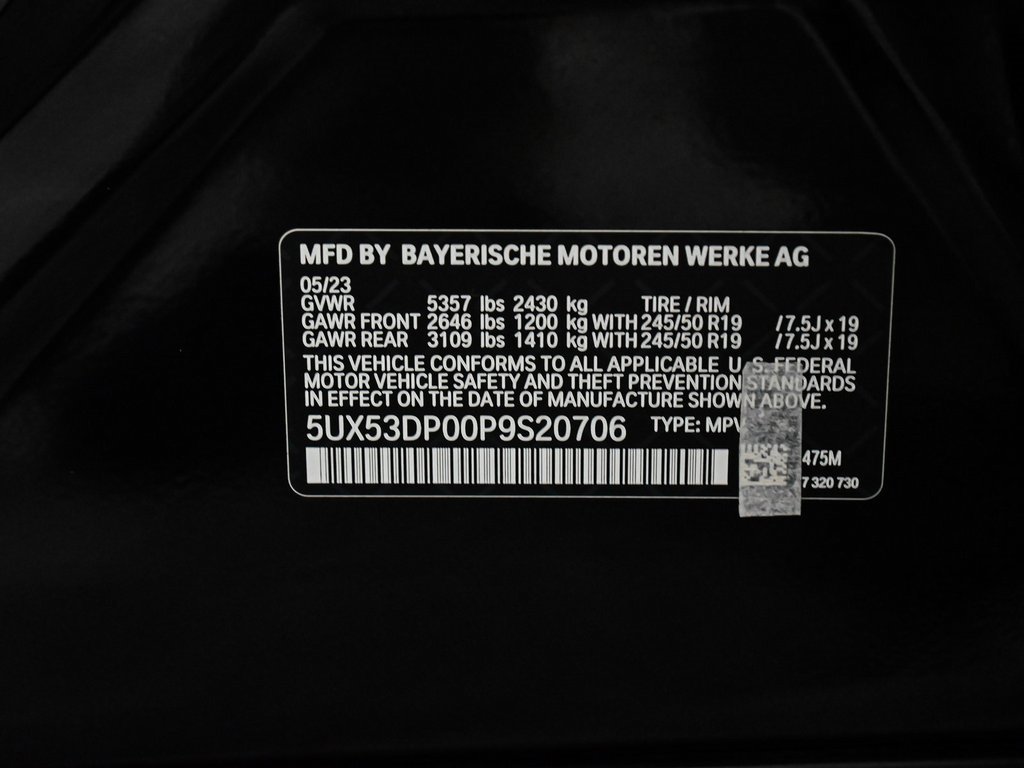 MFD BY BAYERISCHE MOTOREN WERKE AG
05/23
GVWR 5357 lbs 2430 kg TIRE / RIM
GAWR FRONT 2646 lbs 1200 kg WITH 245/50 R19 / 7.5J x 19
GAWR REAR 3109 lbs 1410 kg WITH 245/50 R19 / 7.5J x 19
THIS VEHICLE CONFORMS TO ALL APPLICABLE U.S. FEDERAL
MOTOR VEHICLE SAFETY AND THEFT PREVENTION STANDARDS
IN EFFECT ON THE DATE OF MANUFACTURE SHOWN ABOVE.
5UX53DP00P9S20706 TYPE: MPV
475M
7 320 730